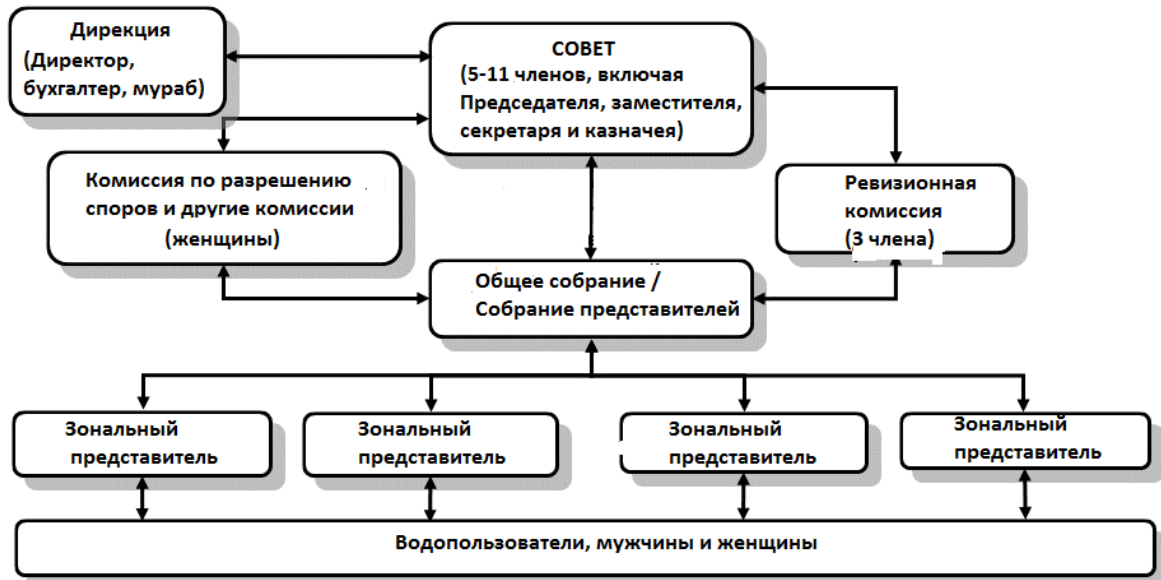 Дирекция
(Директор,
бухгалтер, мураб)
СОВЕТ
(5-11 членов, включая
Председателя, заместителя,
секретаря и казначея)
Комиссия по разрешению
споров и другие комиссии
(женщины)
Ревизионная
комиссия
(3 члена)
Общее собрание /
Собрание представителей
Зональный
представитель
Зональный
представитель
Зональный
представитель
Зональный
представитель
Водопользователи, мужчины и женщины